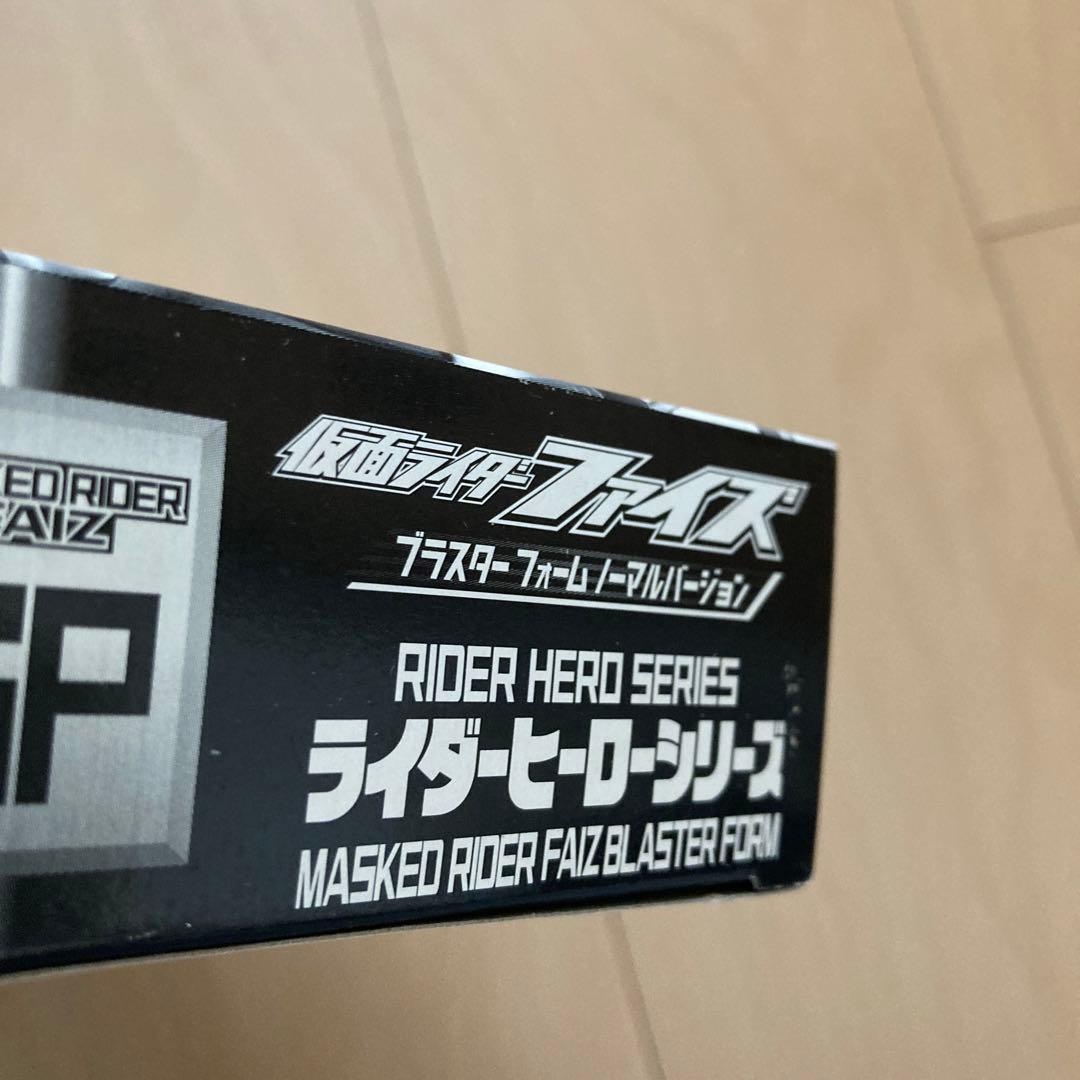 KED RIDER
FAIZ
P
仮面ライダーファイズ
ブラスターフォームノーマルバージョン
RIDER HERO SERIES
ライダーヒーローシリーズ
MASKED RIDER FAIZ BLASTER FORM